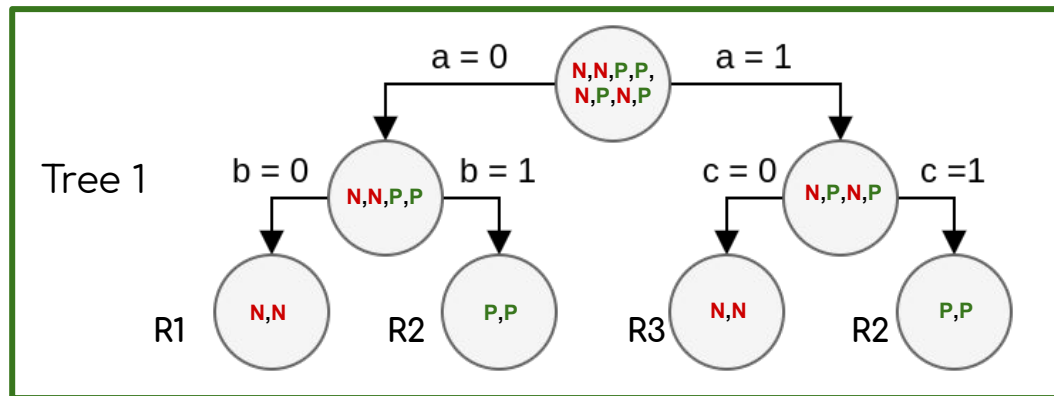 a = 0
a = 1
N,N,P,P,
N,P,N,P
Tree 1
b = 0
b = 1
c = 0
c =1
N,N,P,P
N,P,N,P
N,N
P,P
N,N
P,P
R1
R2
R3
R2